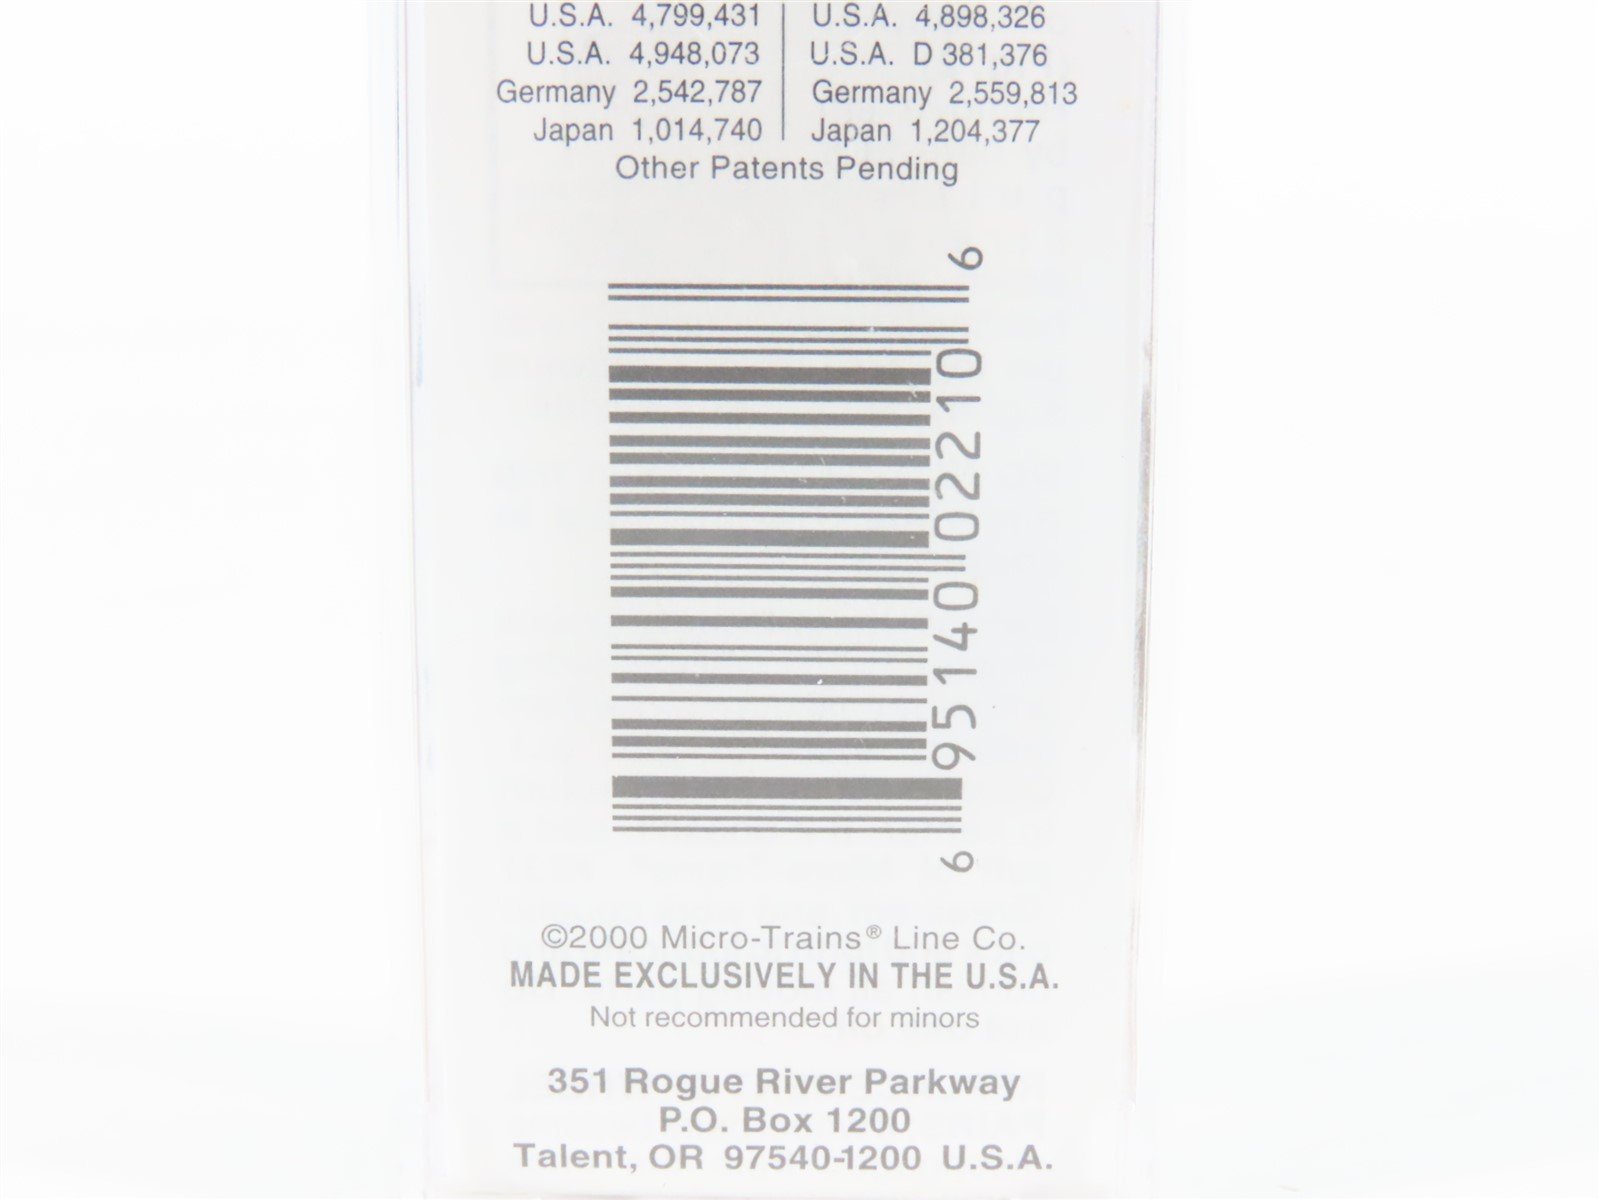 U.S.A. 4,799,431 U.S.A. 4,898,326
U.S.A. 4,948,073 U.S.A. D 381,376
Germany 2,542,787 Germany 2,559,813
Japan 1,014,740 Japan 1,204,377
Other Patents Pending
6 95140 02210 6
©2000 Micro-Trains® Line Co.
MADE EXCLUSIVELY IN THE U.S.A.
Not recommended for minors
351 Rogue River Parkway
P.O. Box 1200
Talent, OR 97540-1200 U.S.A.